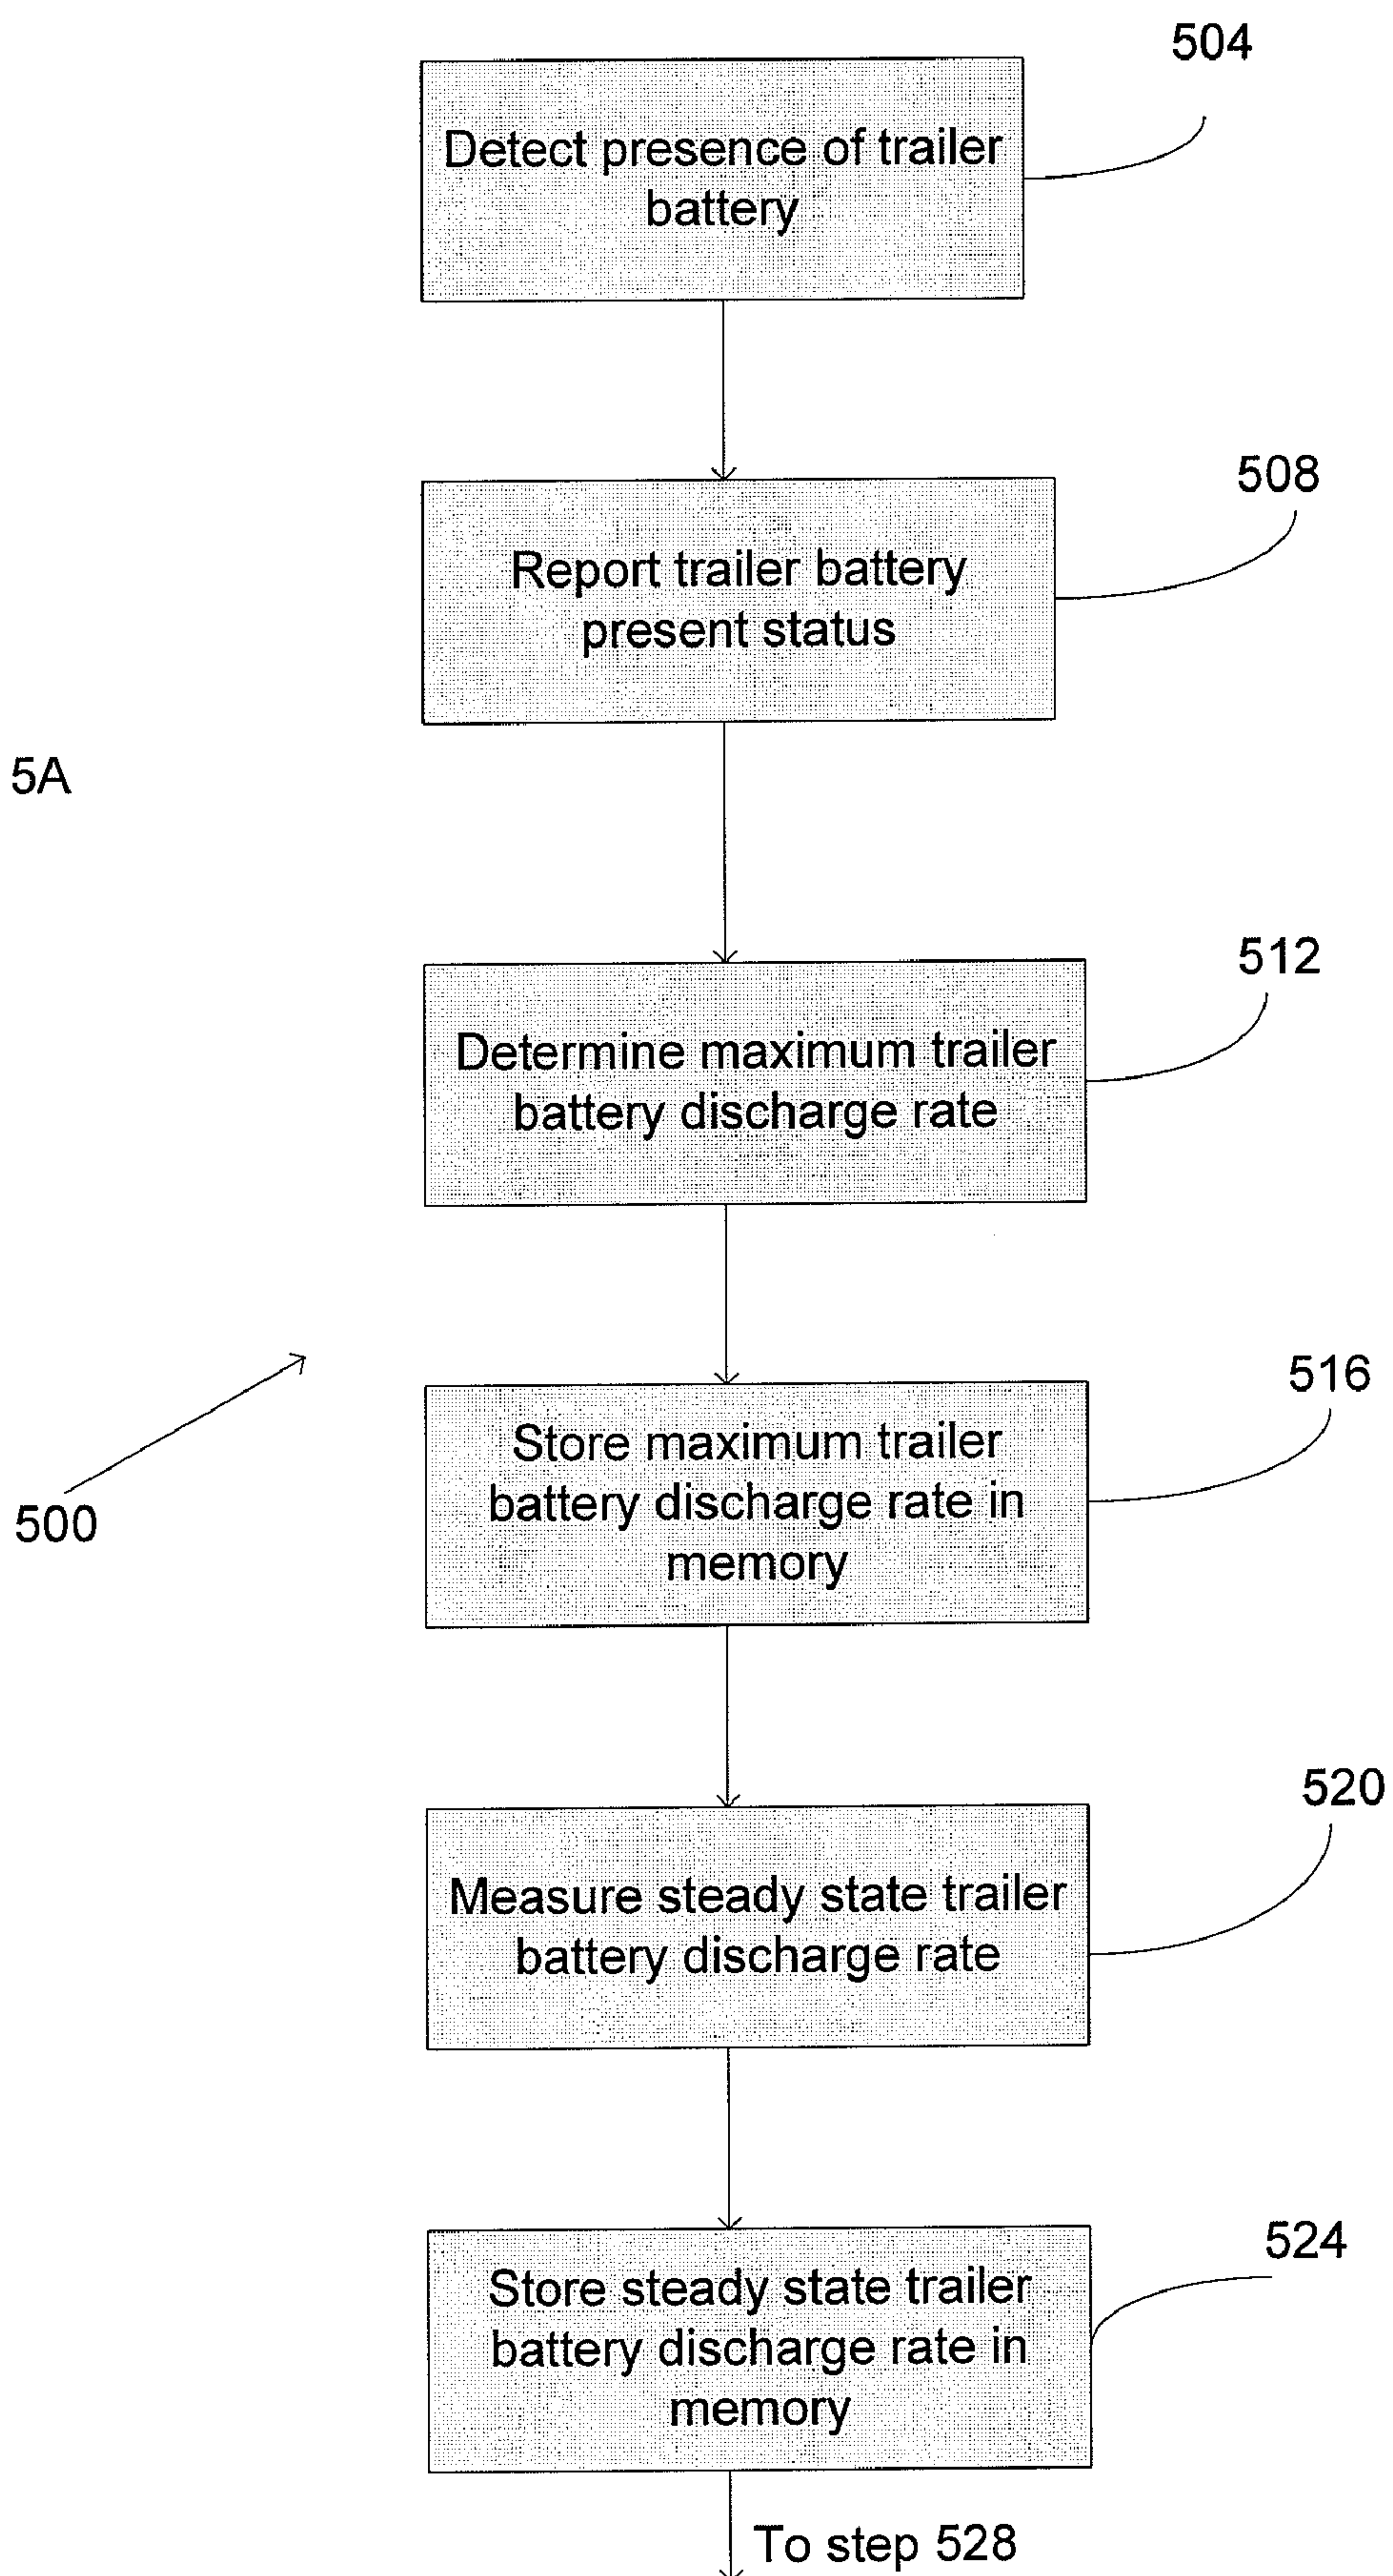 504
Detect presence of trailer
battery
508
Report trailer battery
present status
5A
512
Determine maximum trailer
battery discharge rate
516
Store maximum trailer
battery discharge rate in
memory
500
520
Measure steady state trailer
battery discharge rate
524
Store steady state trailer
battery discharge rate in
memory
To step 528